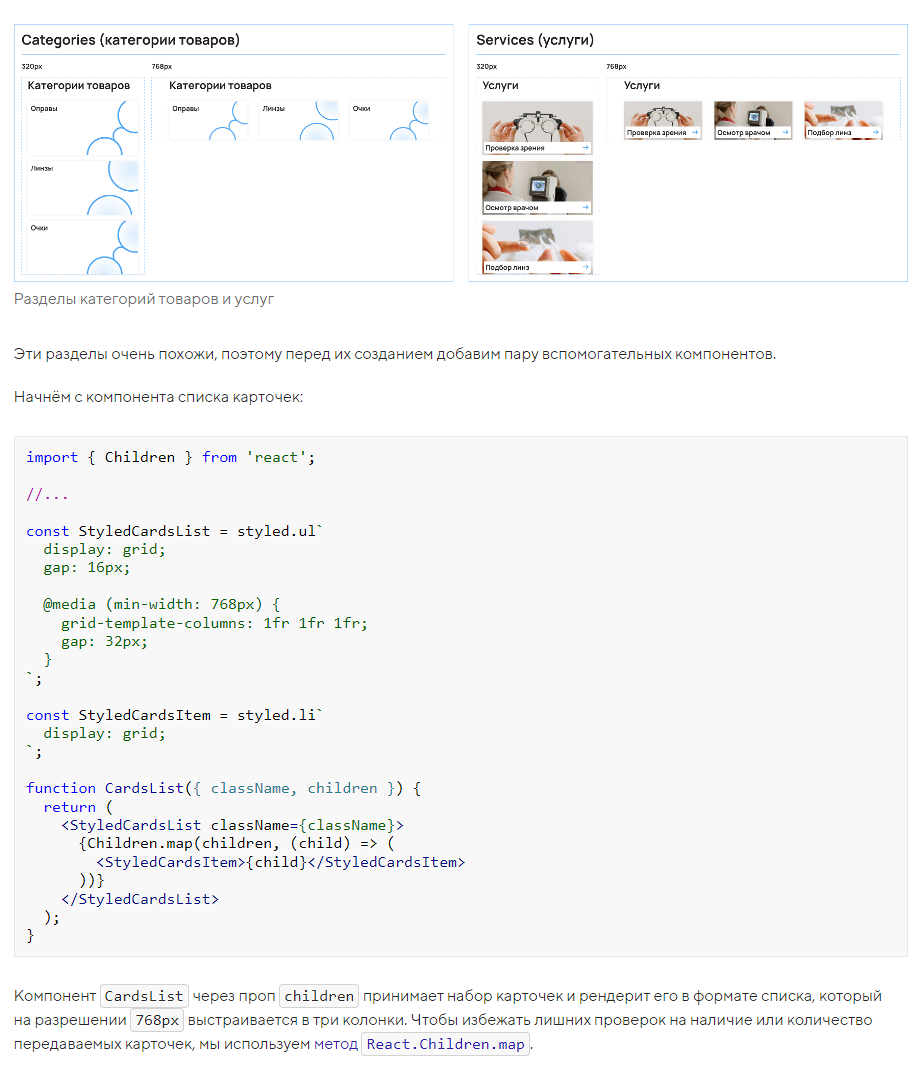 Categories (категории товаров)
320px
768px
Категории товаров
Оправы
Линзы
Очки
Категории товаров
Оправы
Линзы
Очки
Services (услуги)
320px
768px
Услуги
Проверка зрения →
Осмотр врачом →
Подбор линз →
Услуги
Проверка зрения →
Осмотр врачом →
Подбор линз →
Разделы категорий товаров и услуг
Эти разделы очень похожи, поэтому перед их созданием добавим пару вспомогательных компонентов.
Начнём с компонента списка карточек:
import { Children } from 'react';
//...
const StyledCardsList = styled.ul`
  display: grid;
  gap: 16px;
  @media (min-width: 768px) {
    grid-template-columns: 1fr 1fr 1fr;
    gap: 32px;
  }
`;
const StyledCardsItem = styled.li`
  display: grid;
`;
function CardsList({ className, children }) {
  return (
    <StyledCardsList className={className}>
      {Children.map(children, (child) => (
        <StyledCardsItem>{child}</StyledCardsItem>
      ))}
    </StyledCardsList>
  );
}
Компонент CardsList через проп children принимает набор карточек и рендерит его в формате списка, который
на разрешении 768px выстраивается в три колонки. Чтобы избежать лишних проверок на наличие или количество
передаваемых карточек, мы используем метод React.Children.map.